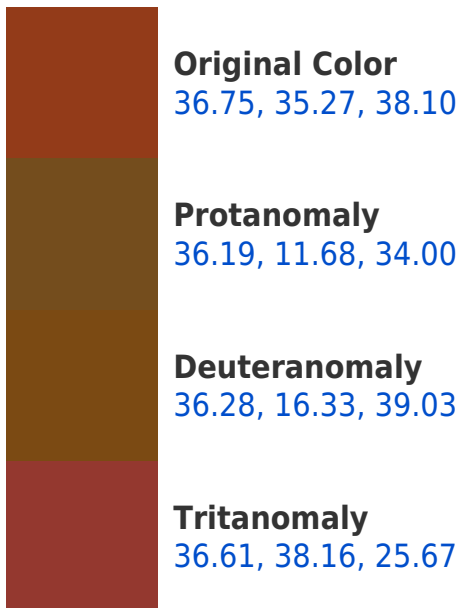 Original Color
36.75, 35.27, 38.10
Protanomaly
36.19, 11.68, 34.00
Deuteranomaly
36.28, 16.33, 39.03
Tritanomaly
36.61, 38.16, 25.67